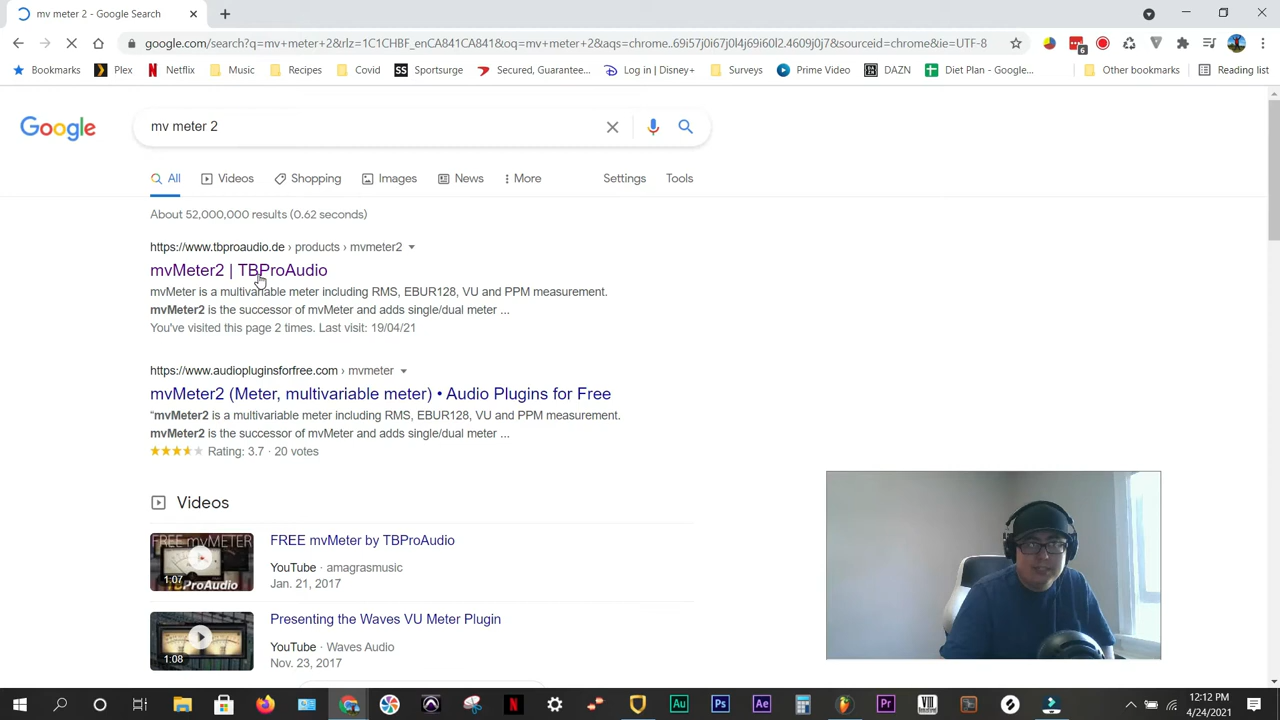 mv meter 2 - Google Search
google.com/search?q=mv+meter+2&rlz=1C1CHBF_enCA841CA841&oq=mv+meter+2&aqs=chrome..69i57j0i67j0l4j69i60l2.4609j0j7&sourceid=chrome&ie=UTF-8
6
Bookmarks Plex Netflix Music Recipes Covid Sportsurge Secured, Guarantee... Log in | Disney+ Surveys Prime Video DAZN Diet Plan - Google... Other bookmarks Reading list
Google
mv meter 2
All Videos Shopping Images News More Settings Tools
About 52,000,000 results (0.62 seconds)
https://www.tbproaudio.de › products › mvmeter2
mvMeter2 | TBProAudio
mvMeter is a multivariable meter including RMS, EBUR128, VU and PPM measurement.
mvMeter2 is the successor of mvMeter and adds single/dual meter ...
You've visited this page 2 times. Last visit: 19/04/21
https://www.audiopluginsforfree.com › mvmeter
mvMeter2 (Meter, multivariable meter) • Audio Plugins for Free
“mvMeter2 is a multivariable meter including RMS, EBUR128, VU and PPM measurement.
mvMeter2 is the successor of mvMeter and adds single/dual meter ...
Rating: 3.7 · 20 votes
Videos
FREE mvMETER
TBProAudio
1:07
FREE mvMeter by TBProAudio
YouTube · amagrasmusic
Jan. 21, 2017
1:08
Presenting the Waves VU Meter Plugin
YouTube · Waves Audio
Nov. 23, 2017
Au Ps Ae Pr
12:12 PM
4/24/2021